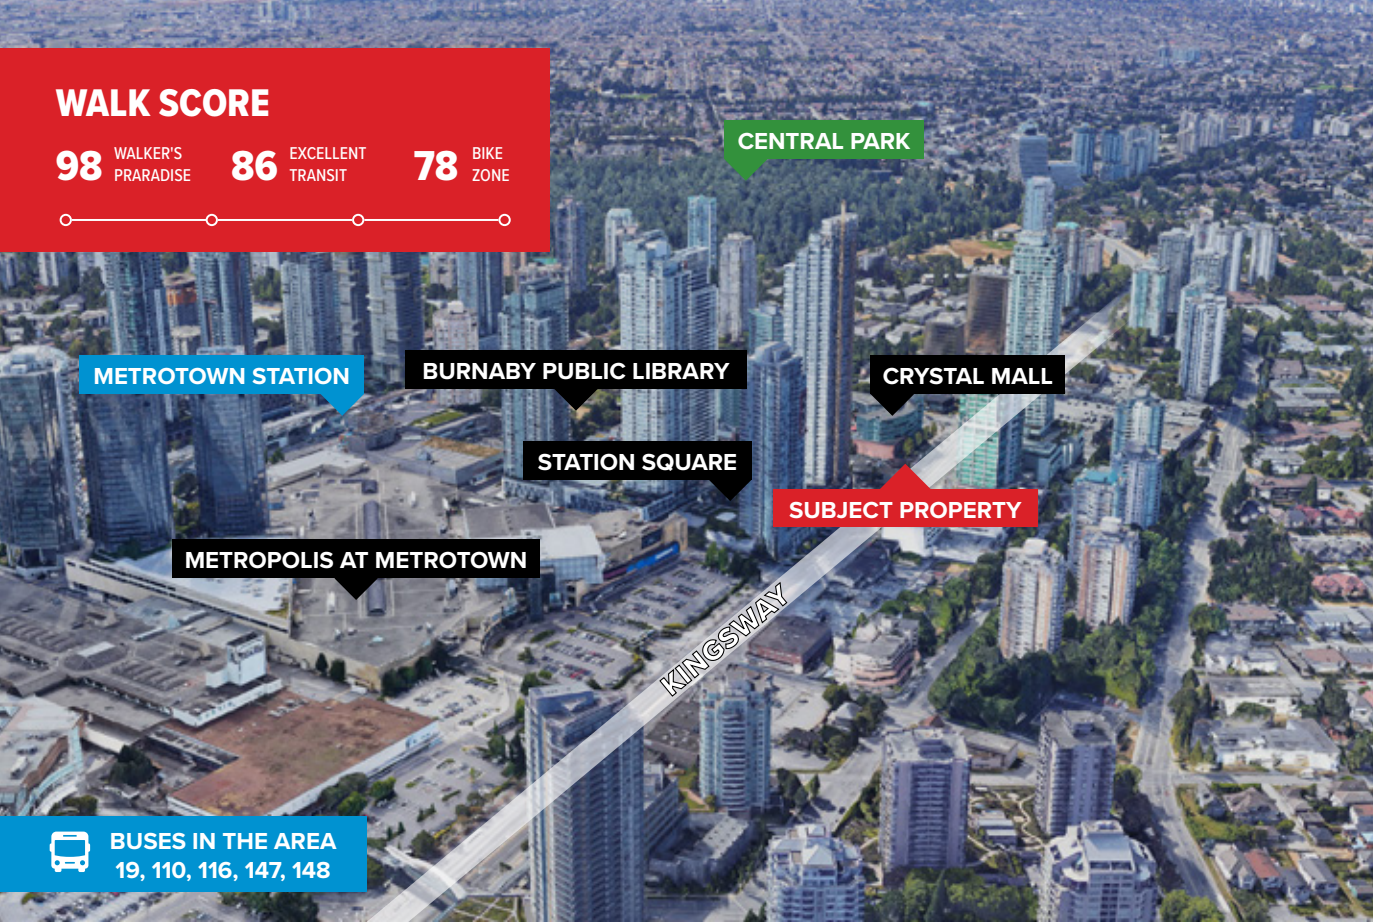 WALK SCORE
98 WALKER'S PRARADISE
86 EXCELLENT TRANSIT
78 BIKE ZONE
CENTRAL PARK
METROTOWN STATION
BURNABY PUBLIC LIBRARY
CRYSTAL MALL
STATION SQUARE
SUBJECT PROPERTY
METROPOLIS AT METROTOWN
KINGSWAY
BUSES IN THE AREA
19, 110, 116, 147, 148